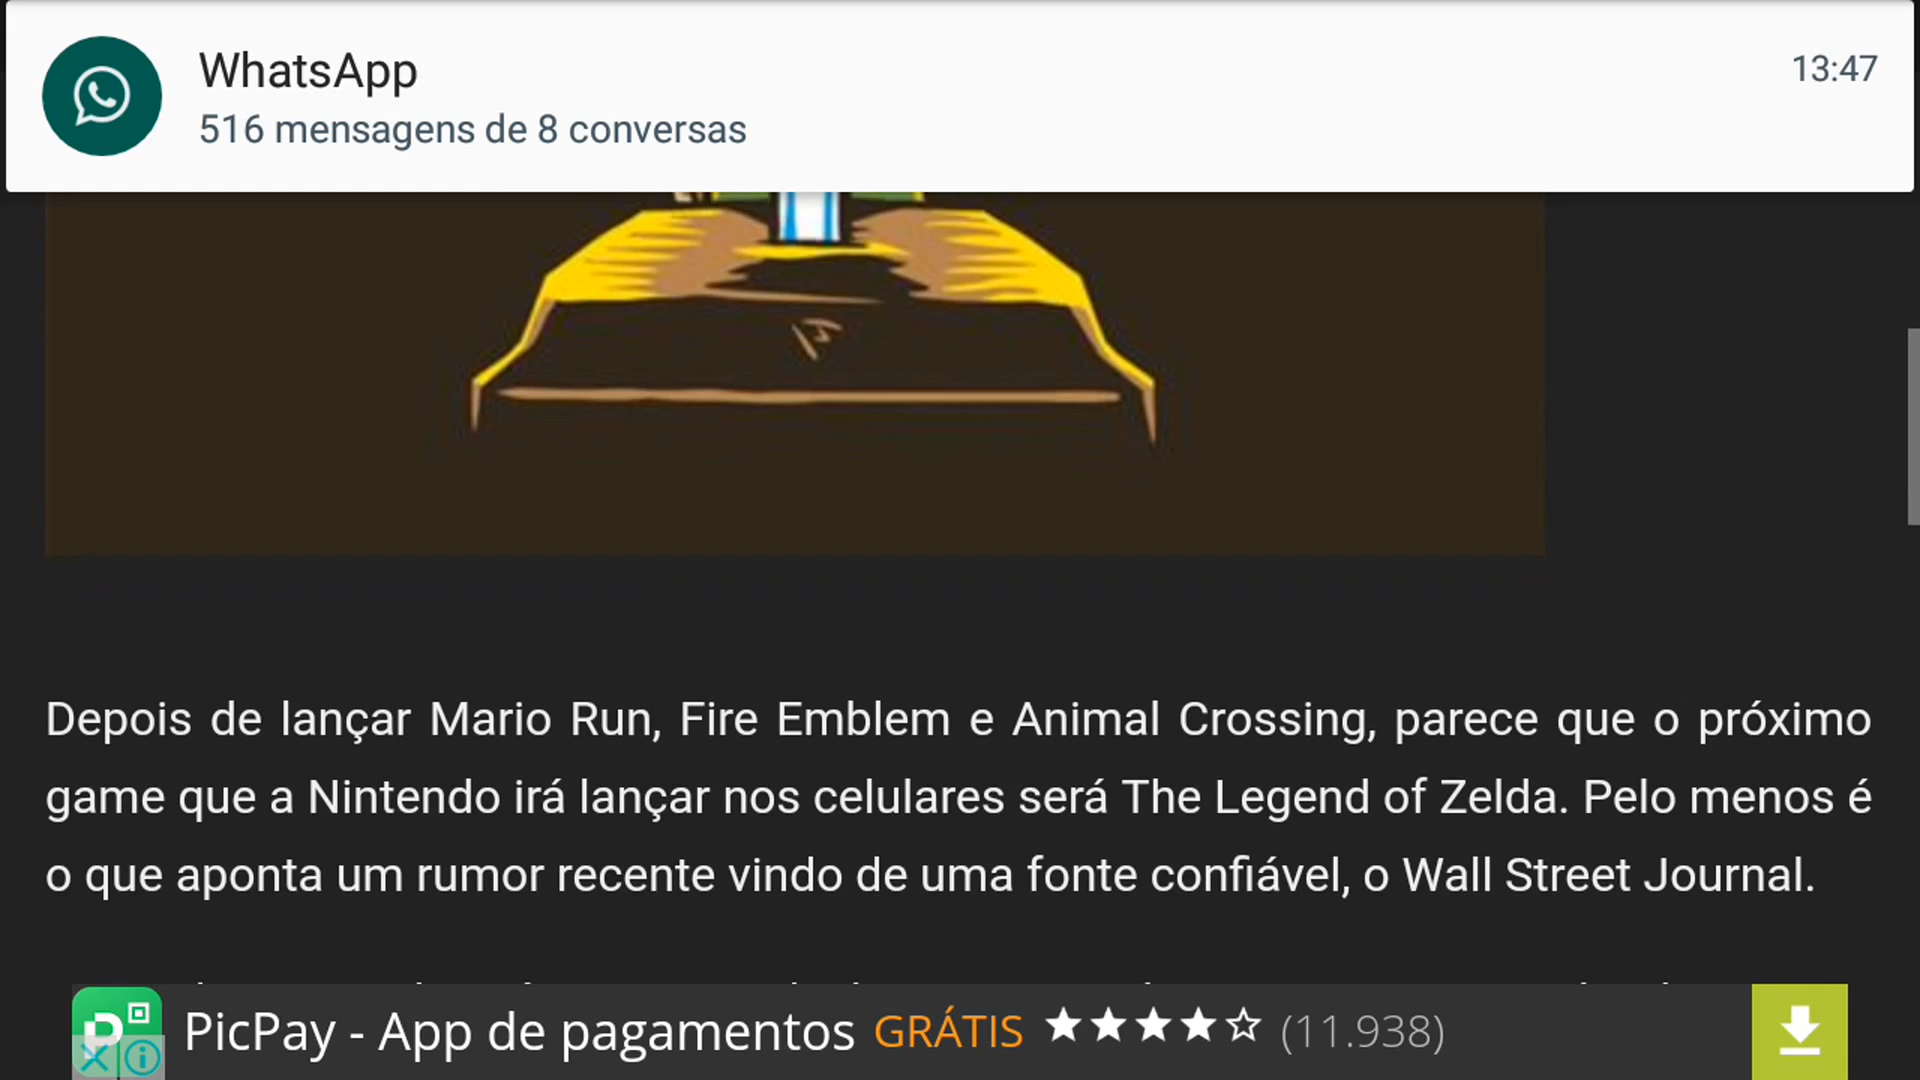 WhatsApp
13:47
516 mensagens de 8 conversas
Depois de lançar Mario Run, Fire Emblem e Animal Crossing, parece que o próximo
game que a Nintendo irá lançar nos celulares será The Legend of Zelda. Pelo menos é
o que aponta um rumor recente vindo de uma fonte confiável, o Wall Street Journal.
PicPay - App de pagamentos GRÁTIS ★★★★☆ (11.938)